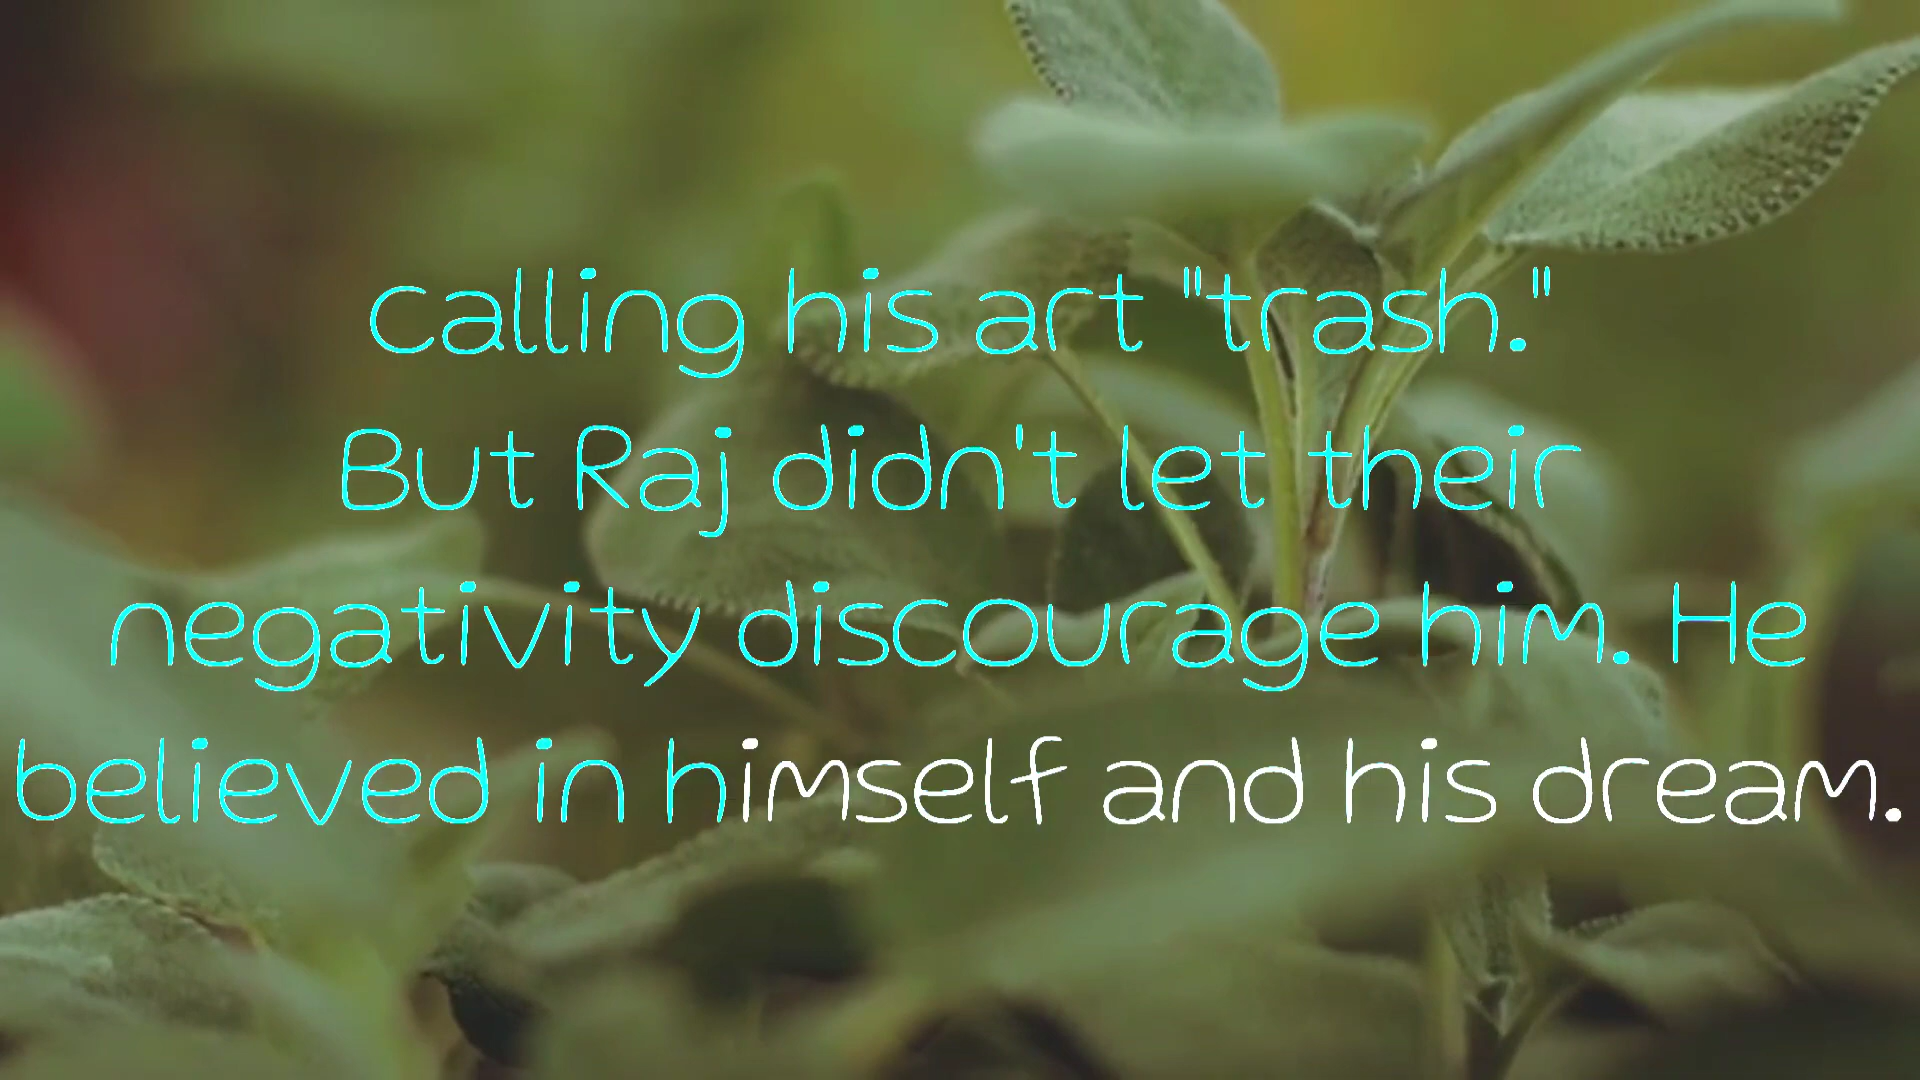 calling his art "trash."
But Raj didn't let their
negativity discourage him. He
believed in himself and his dream.